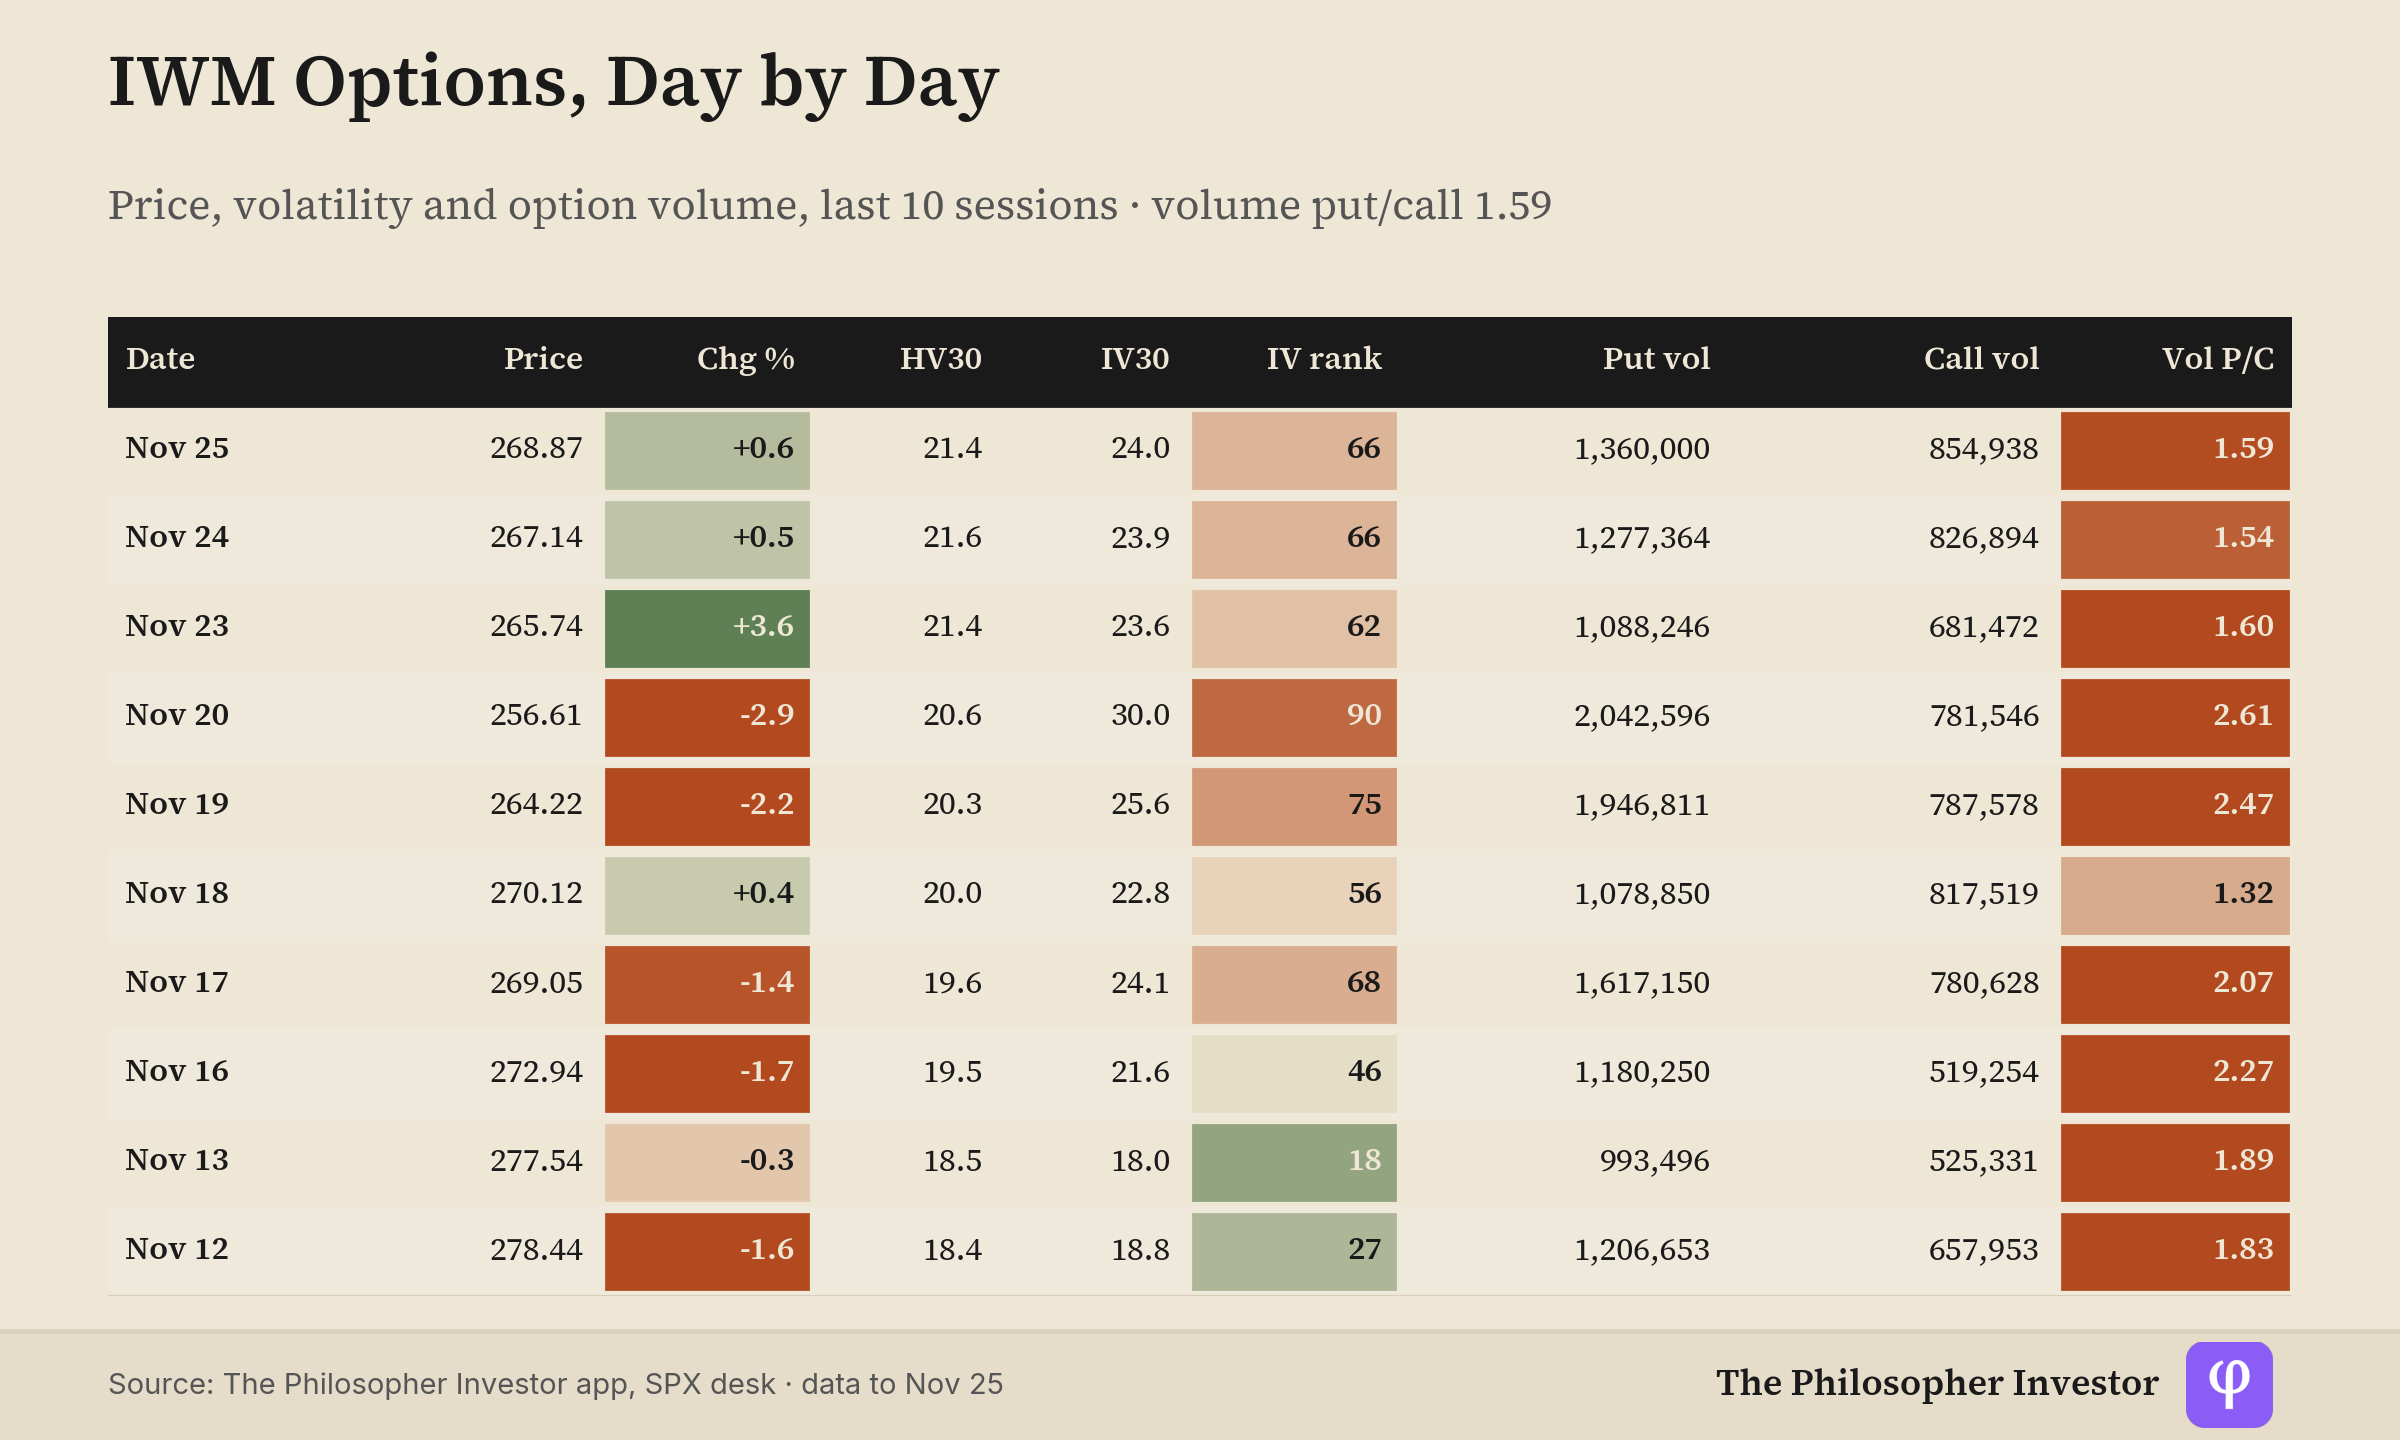 IWM Options, Day by Day
Price, volatility and option volume, last 10 sessions · volume put/call 1.59
Date Price Chg % HV30 IV30 IV rank Put vol Call vol Vol P/C
Nov 25 268.87 +0.6 21.4 24.0 66 1,360,000 854,938 1.59
Nov 24 267.14 +0.5 21.6 23.9 66 1,277,364 826,894 1.54
Nov 23 265.74 +3.6 21.4 23.6 62 1,088,246 681,472 1.60
Nov 20 256.61 -2.9 20.6 30.0 90 2,042,596 781,546 2.61
Nov 19 264.22 -2.2 20.3 25.6 75 1,946,811 787,578 2.47
Nov 18 270.12 +0.4 20.0 22.8 56 1,078,850 817,519 1.32
Nov 17 269.05 -1.4 19.6 24.1 68 1,617,150 780,628 2.07
Nov 16 272.94 -1.7 19.5 21.6 46 1,180,250 519,254 2.27
Nov 13 277.54 -0.3 18.5 18.0 18 993,496 525,331 1.89
Nov 12 278.44 -1.6 18.4 18.8 27 1,206,653 657,953 1.83
Source: The Philosopher Investor app, SPX desk · data to Nov 25
The Philosopher Investor φ